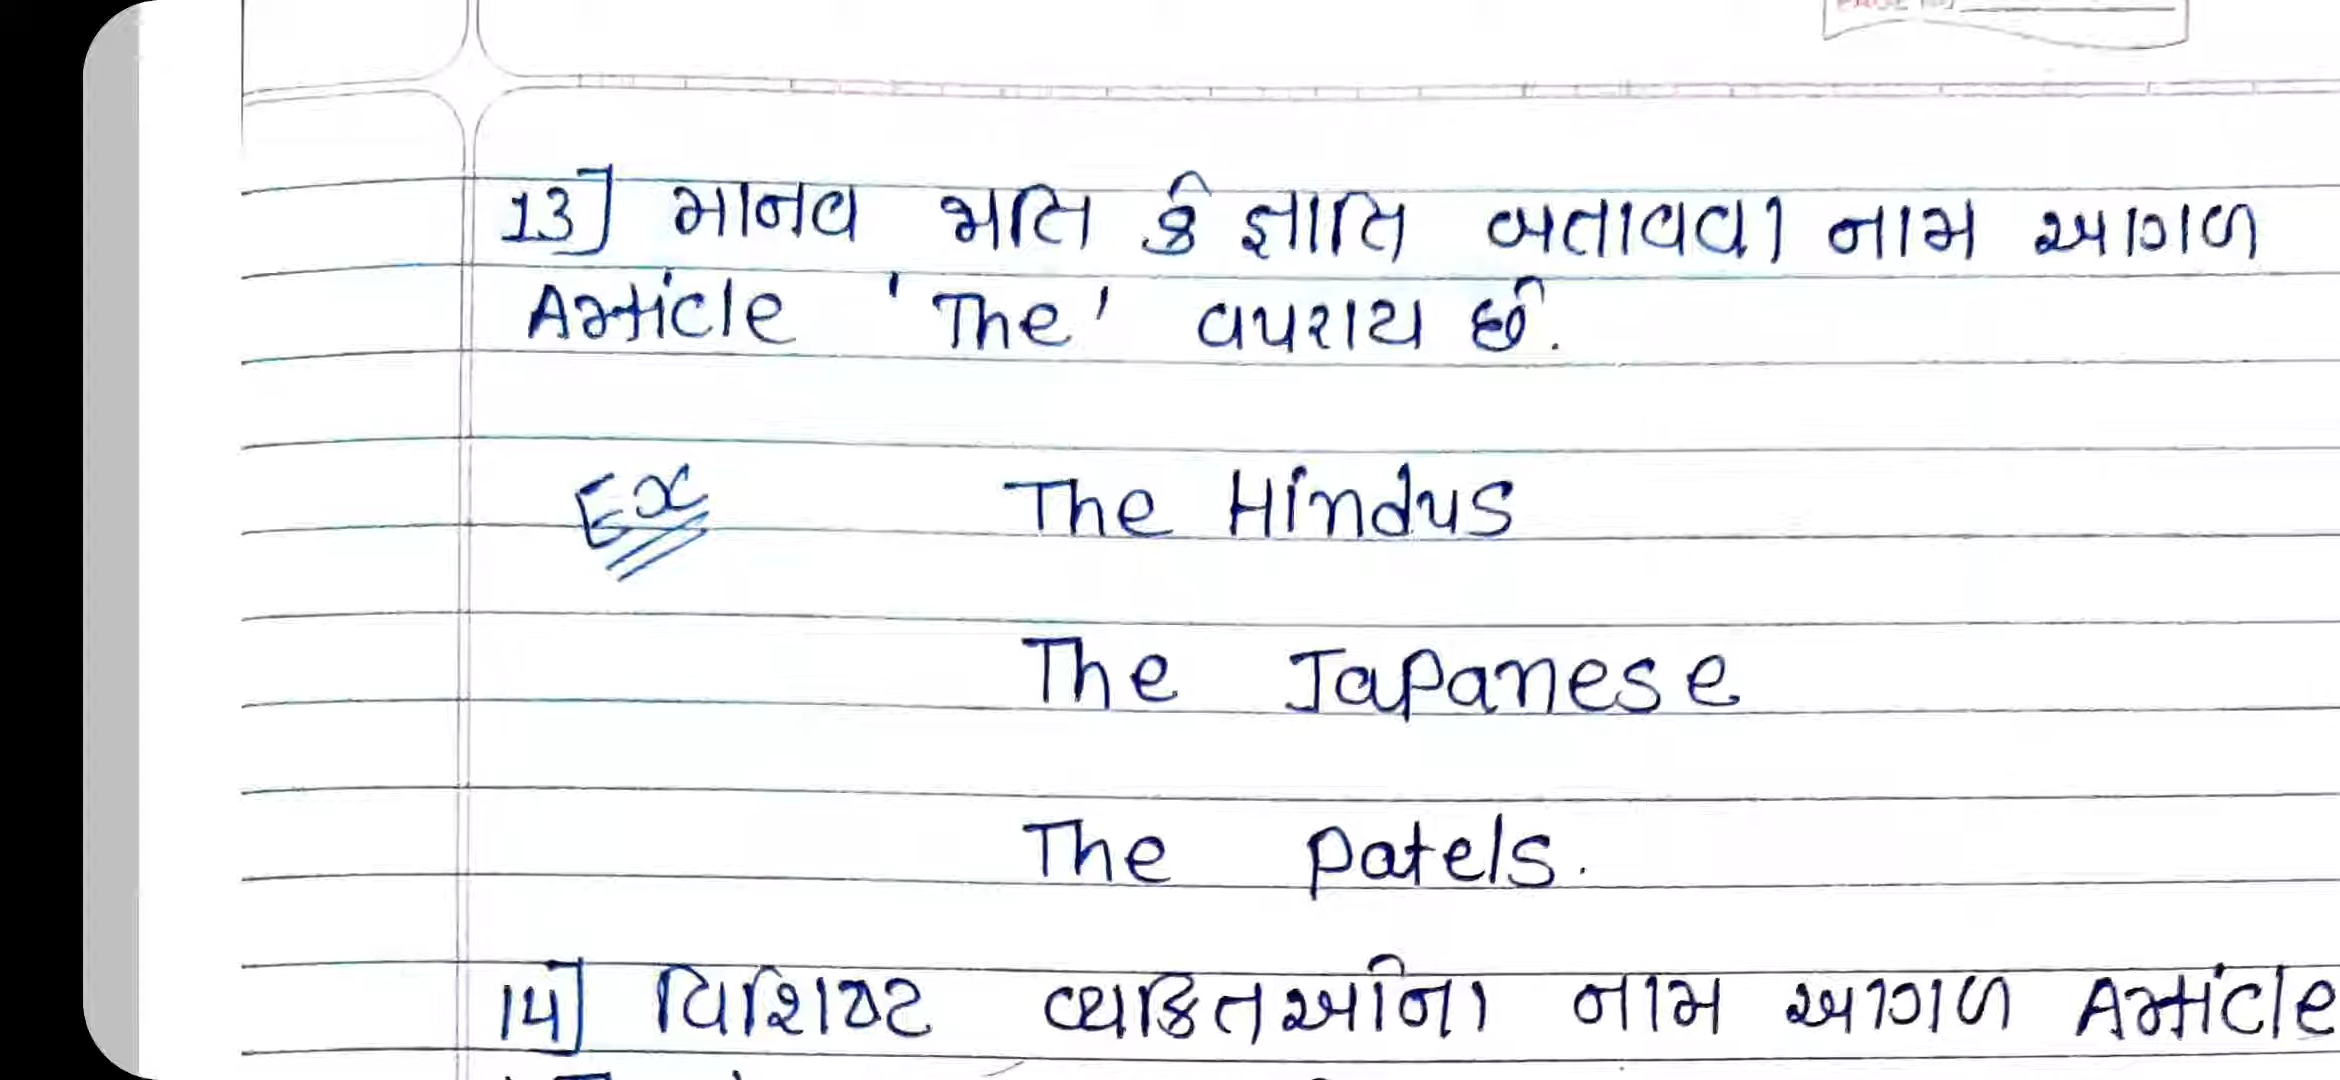 13] માનવ જાતિ કે જ્ઞાતિ બતાવવા નામ આગળ
Article 'The' વપરાય છે.
Ex The Hindus
The Japanese
The Patels.
14] વિશિષ્ટ વ્યકિતઓના નામ આગળ Article